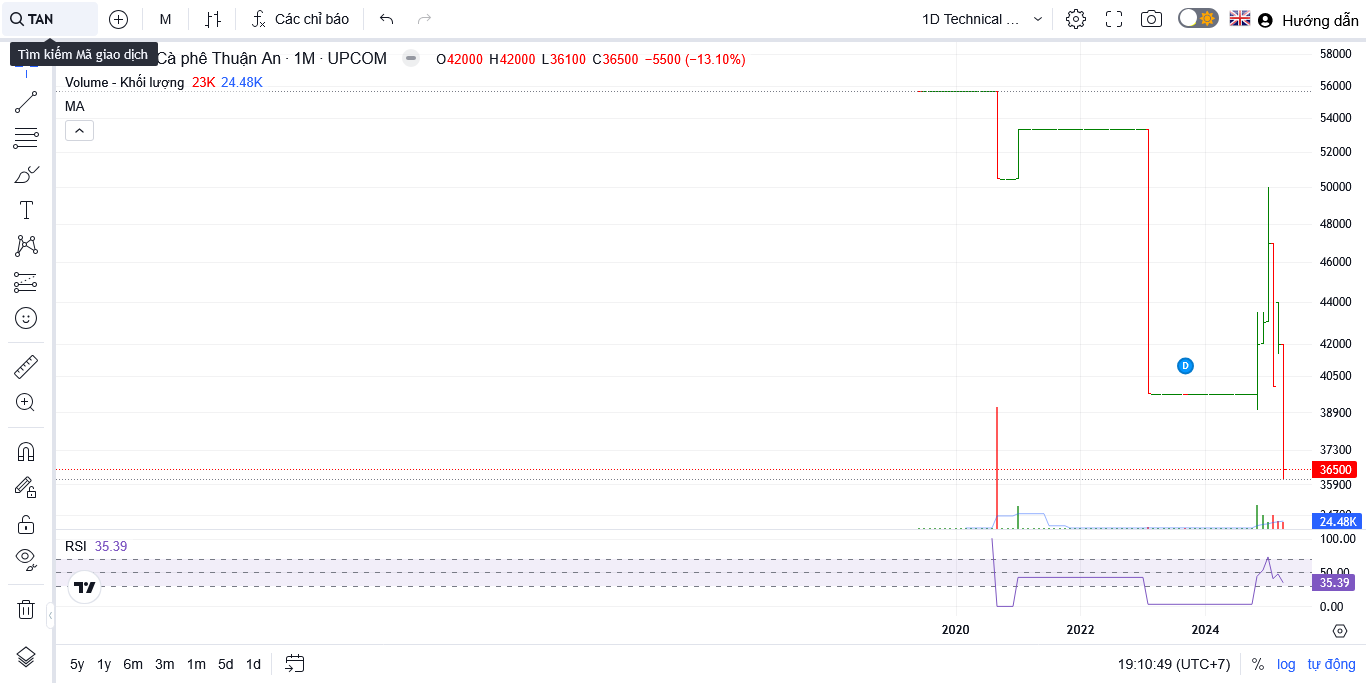 TAN
M
Các chỉ báo
1D Technical ...
Hướng dẫn
Tìm kiếm Mã giao dịch
Cà phê Thuận An · 1M · UPCOM
O42000 H42000 L36100 C36500 −5500 (−13.10%)
Volume - Khối lượng 23K 24.48K
MA
58000
56000
54000
52000
50000
48000
46000
44000
42000
40500
38900
37300
36500
35900
24.48K
D
RSI 35.39
100.00
50.00
35.39
0.00
2020
2022
2024
5y 1y 6m 3m 1m 5d 1d
19:10:49 (UTC+7)
% log tự động